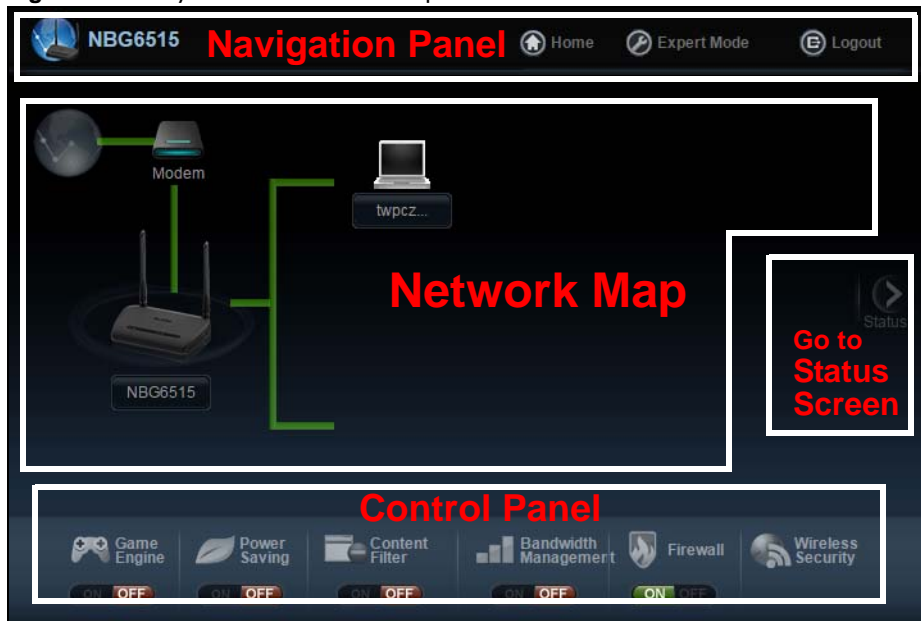 NBG6515
Navigation Panel
Home
Expert Mode
Logout
Modem
twpcz...
Network Map
NBG6515
Status
Go to
Status
Screen
Control Panel
Game
Engine
Power
Saving
Content
Filter
Bandwidth
Management
Firewall
Wireless
Security
ON OFF
ON OFF
ON OFF
ON OFF
ON OFF